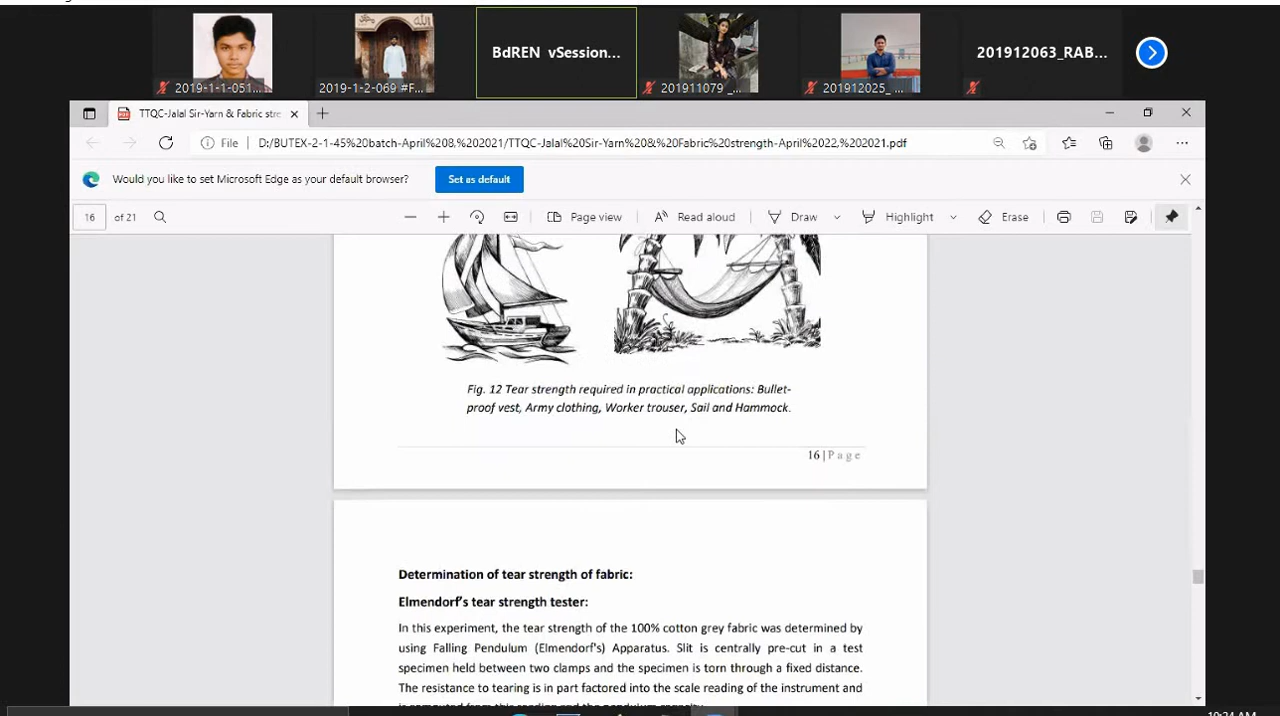 BdREN vSession...
201912063_RAB...
2019-1-1-051...
2019-1-2-069 #F...
201911079 _...
201912025_ ...
TTQC-Jalal Sir-Yarn & Fabric stre
File
D:/BUTEX-2-1-45%20batch-April%208,%202021/TTQC-Jalal%20Sir-Yarn%20&%20Fabric%20strength-April%2022,%202021.pdf
Would you like to set Microsoft Edge as your default browser?
Set as default
16 of 21
Page view
Read aloud
Draw
Highlight
Erase
Fig. 12 Tear strength required in practical applications: Bullet-
proof vest, Army clothing, Worker trouser, Sail and Hammock.
16 | Page
Determination of tear strength of fabric:
Elmendorf's tear strength tester:
In this experiment, the tear strength of the 100% cotton grey fabric was determined by
using Falling Pendulum (Elmendorf's) Apparatus. Slit is centrally pre-cut in a test
specimen held between two clamps and the specimen is torn through a fixed distance.
The resistance to tearing is in part factored into the scale reading of the instrument and